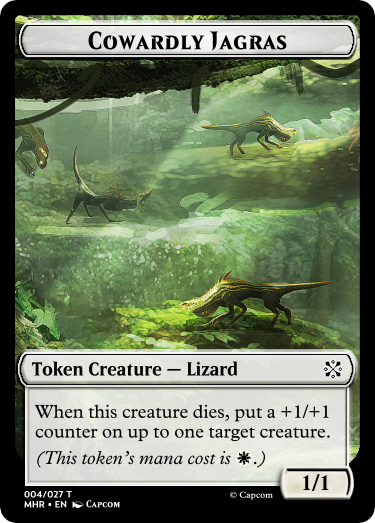 Cowardly Jagras
Token Creature — Lizard
When this creature dies, put a +1/+1
counter on up to one target creature.
(This token's mana cost is .)
1/1
004/027 T
MHR • EN Capcom
© Capcom